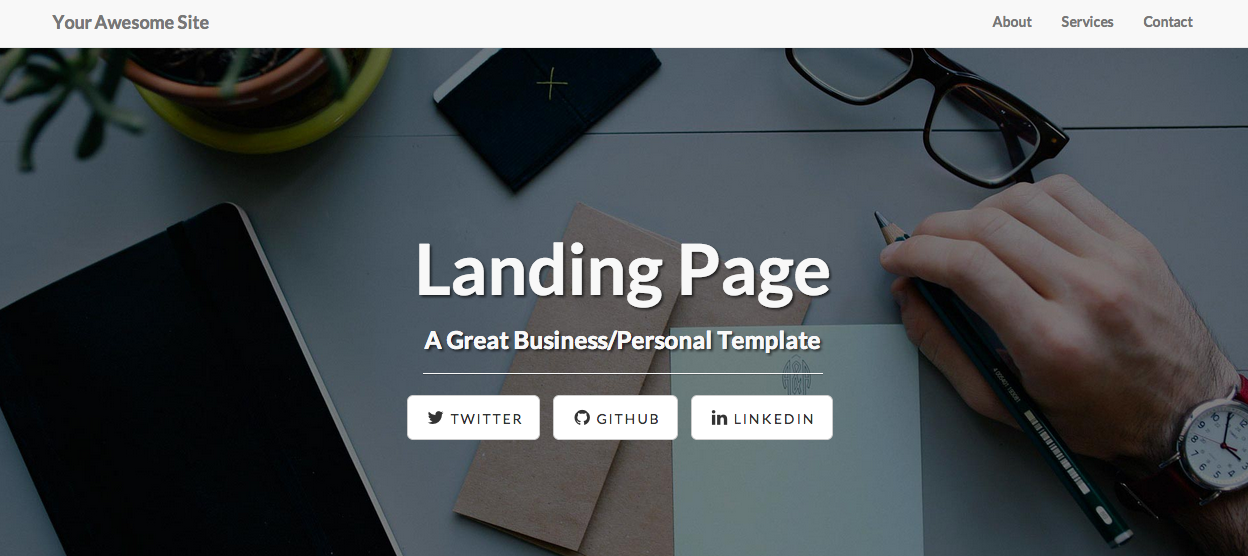 Your Awesome Site
About Services Contact
Landing Page
A Great Business/Personal Template
TWITTER GITHUB LINKEDIN